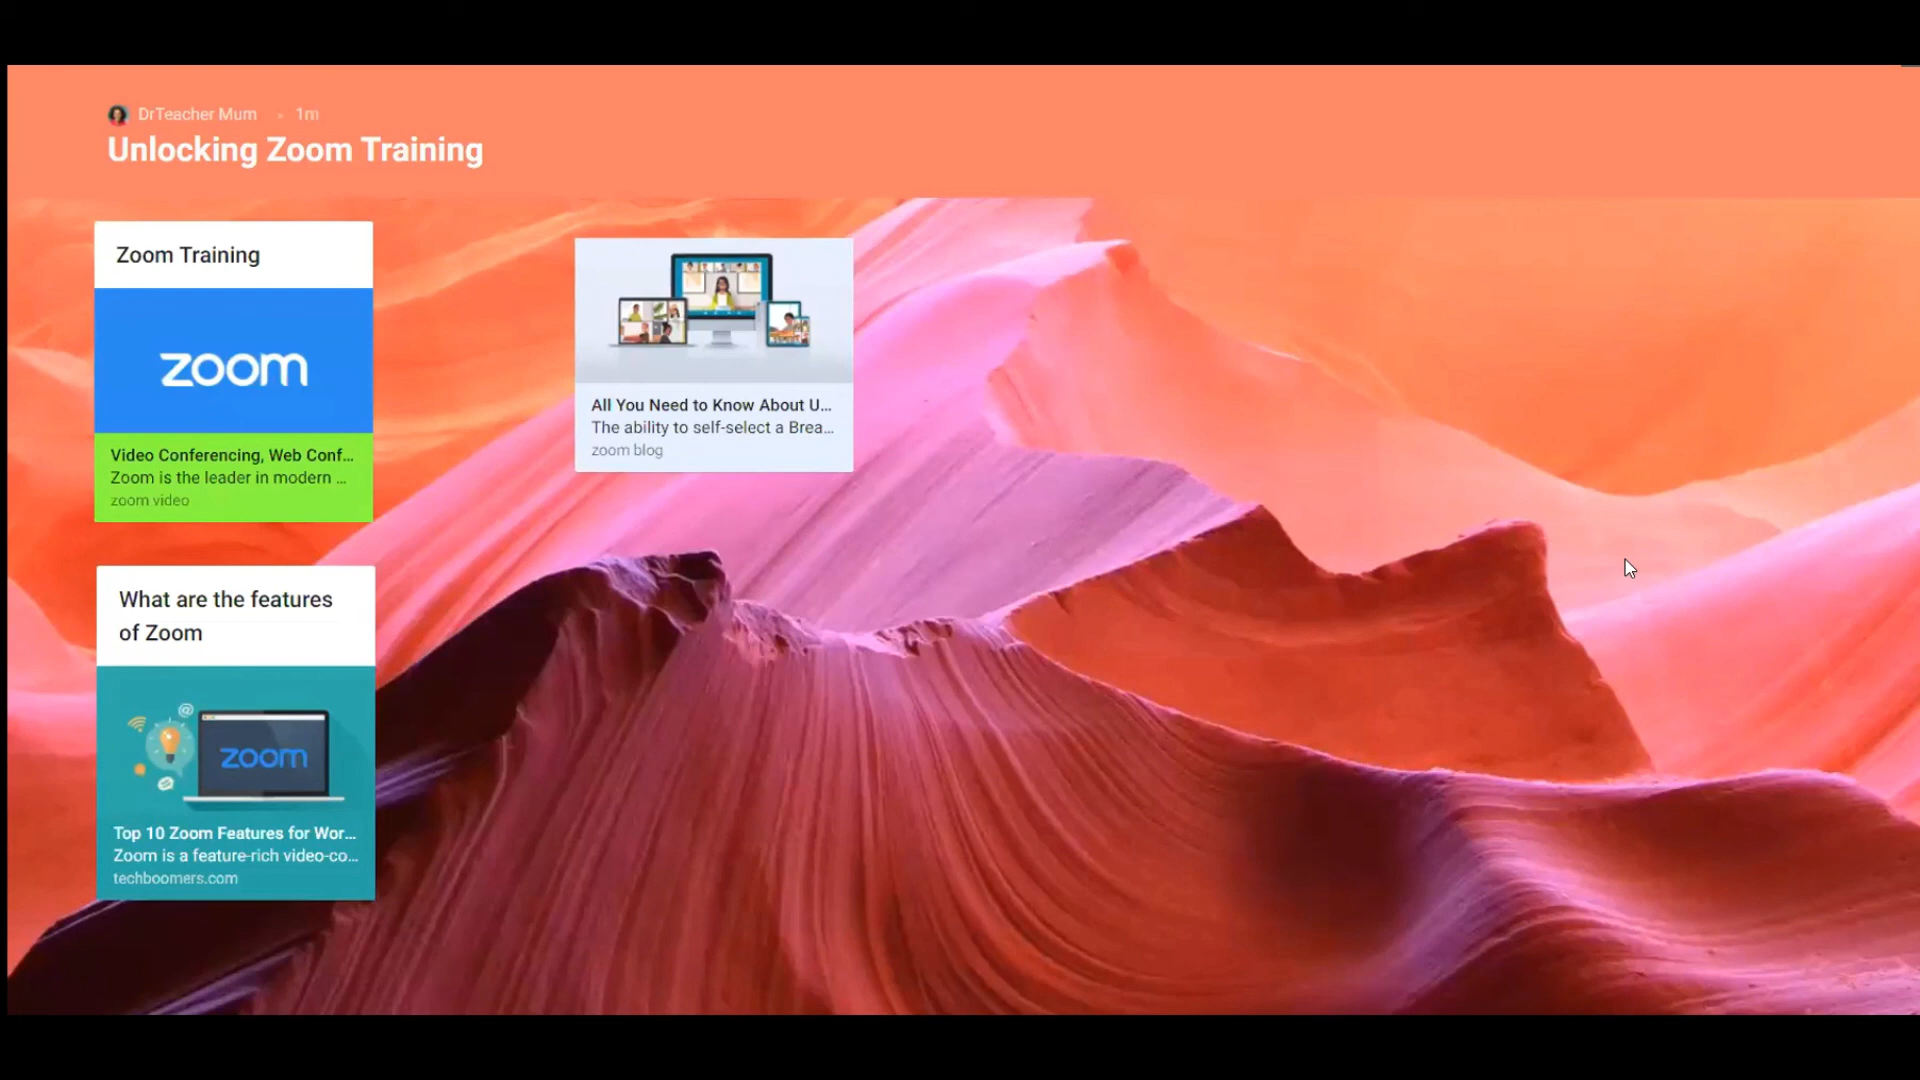 DrTeacher Mum • 1m
Unlocking Zoom Training
Zoom Training
zoom
Video Conferencing, Web Conf...
Zoom is the leader in modern ...
zoom video
All You Need to Know About U...
The ability to self-select a Brea...
zoom blog
What are the features
of Zoom
@
zoom
Top 10 Zoom Features for Wor...
Zoom is a feature-rich video-co...
techboomers.com